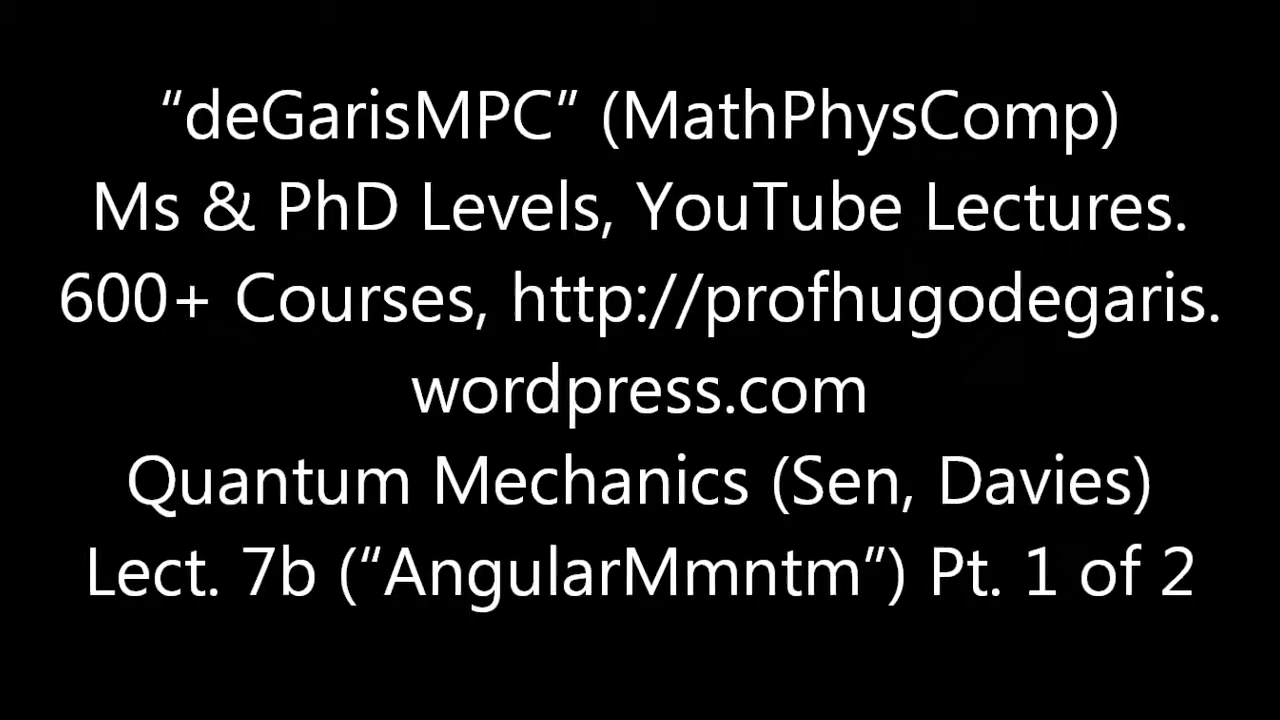 “deGarisMPC” (MathPhysComp)
Ms & PhD Levels, YouTube Lectures.
600+ Courses, http://profhugodegaris.
wordpress.com
Quantum Mechanics (Sen, Davies)
Lect. 7b (“AngularMmntm”) Pt. 1 of 2